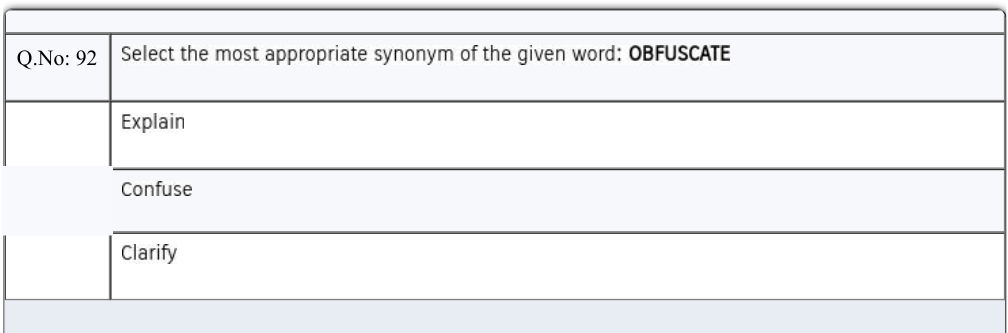 Q.No: 92 Select the most appropriate synonym of the given word: OBFUSCATE
Explain
Confuse
Clarify